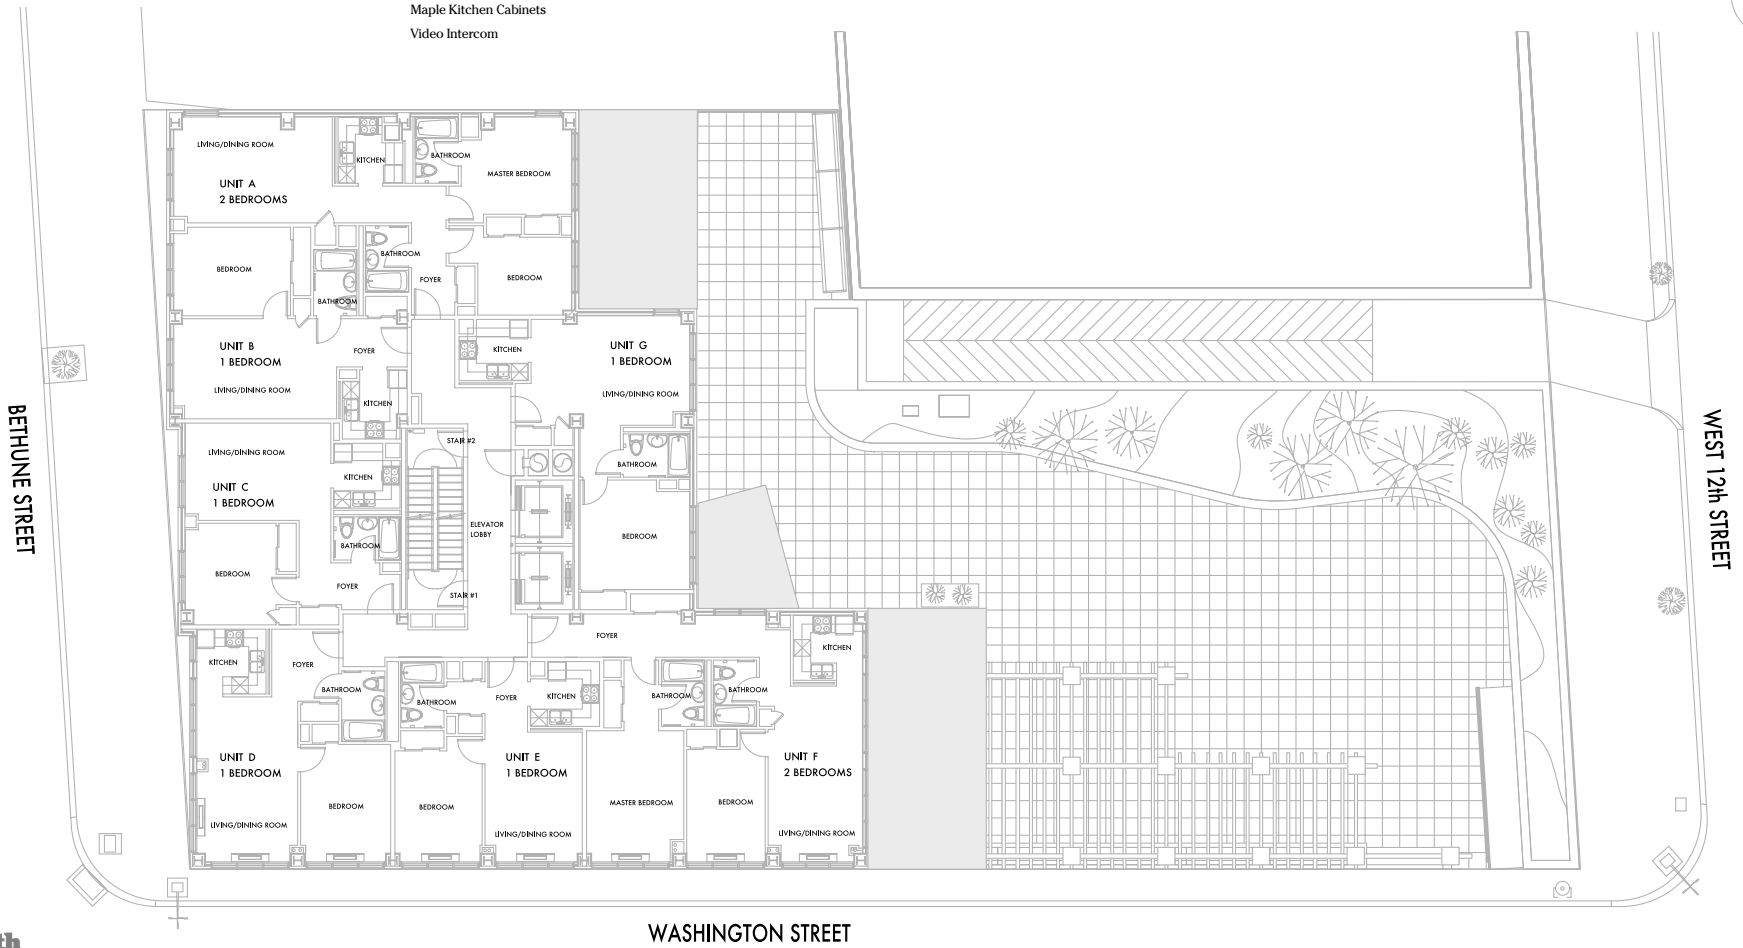 Maple Kitchen Cabinets
Video Intercom
LIVING/DINING ROOM
UNIT A
2 BEDROOMS
KITCHEN
BATHROOM
MASTER BEDROOM
BATHROOM
FOYER
BEDROOM
BEDROOM
BATHROOM
UNIT B
1 BEDROOM
LIVING/DINING ROOM
FOYER
KITCHEN
KITCHEN
UNIT G
1 BEDROOM
LIVING/DINING ROOM
BATHROOM
BEDROOM
LIVING/DINING ROOM
UNIT C
1 BEDROOM
KITCHEN
BATHROOM
BEDROOM
FOYER
STAIR #2
ELEVATOR
LOBBY
STAIR #1
KITCHEN
FOYER
BATHROOM
UNIT D
1 BEDROOM
BEDROOM
LIVING/DINING ROOM
BATHROOM
FOYER
KITCHEN
UNIT E
1 BEDROOM
BEDROOM
LIVING/DINING ROOM
FOYER
BATHROOM
MASTER BEDROOM
BATHROOM
KITCHEN
UNIT F
2 BEDROOMS
BEDROOM
LIVING/DINING ROOM
BETHUNE STREET
WEST 12th STREET
WASHINGTON STREET
th